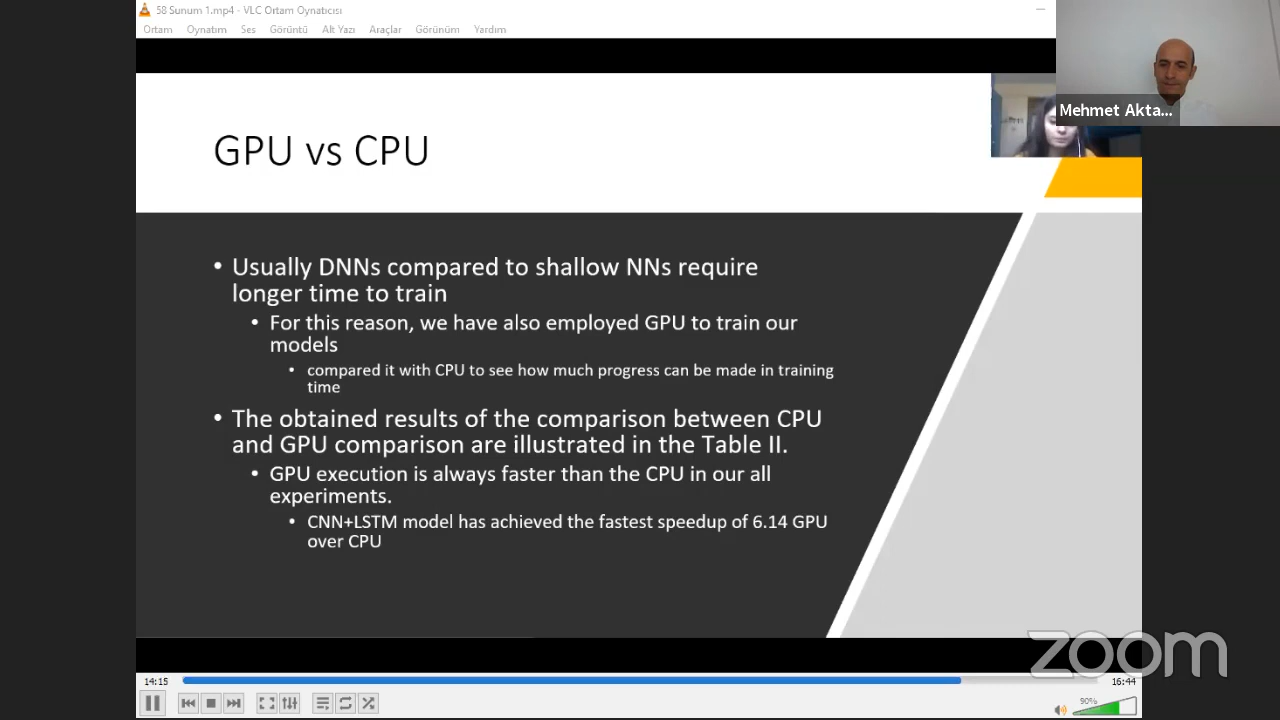 58 Sunum 1.mp4 - VLC Ortam Oynatıcısı
Ortam Oynatım Ses Görüntü Alt Yazı Araçlar Görünüm Yardım
Mehmet Akta...
GPU vs CPU
• Usually DNNs compared to shallow NNs require
longer time to train
• For this reason, we have also employed GPU to train our
models
• compared it with CPU to see how much progress can be made in training
time
• The obtained results of the comparison between CPU
and GPU comparison are illustrated in the Table II.
• GPU execution is always faster than the CPU in our all
experiments.
• CNN+LSTM model has achieved the fastest speedup of 6.14 GPU
over CPU
zoom
14:15
16:44
90%